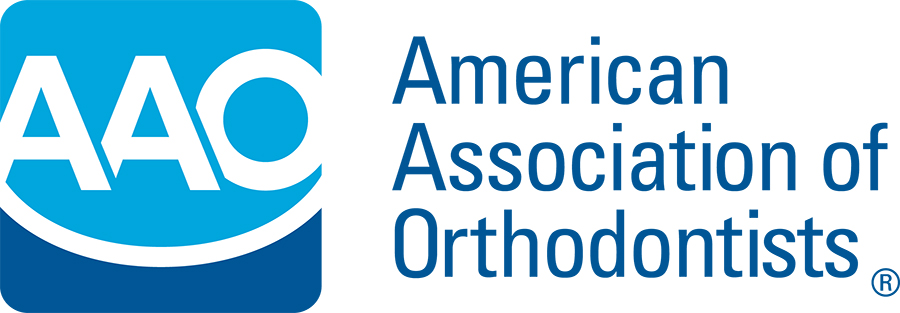 AAO
American
Association of
Orthodontists
®